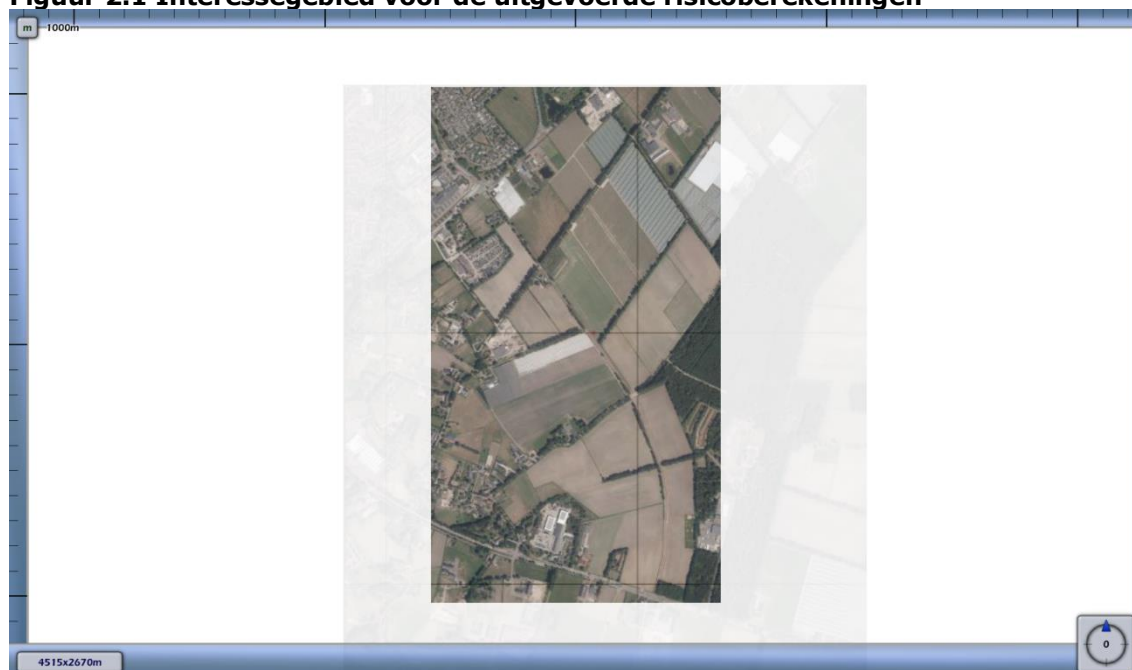 Figuur 2.1 Interessegebied voor de uitgevoerde risicoberekeningen
m
1000m
4515x2670m
0